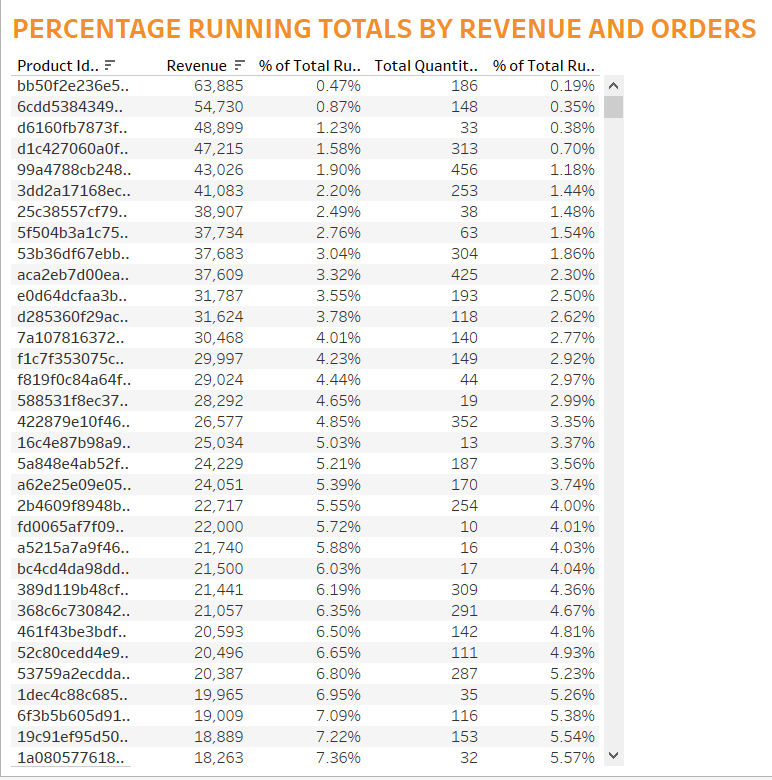 PERCENTAGE RUNNING TOTALS BY REVENUE AND ORDERS
Product Id.. Revenue % of Total Ru.. Total Quantit.. % of Total Ru..
bb50f2e236e5.. 63,885 0.47% 186 0.19%
6cdd5384349.. 54,730 0.87% 148 0.35%
d6160fb7873f.. 48,899 1.23% 33 0.38%
d1c427060a0f.. 47,215 1.58% 313 0.70%
99a4788cb248.. 43,026 1.90% 456 1.18%
3dd2a17168ec.. 41,083 2.20% 253 1.44%
25c38557cf79.. 38,907 2.49% 38 1.48%
5f504b3a1c75.. 37,734 2.76% 63 1.54%
53b36df67ebb.. 37,683 3.04% 304 1.86%
aca2eb7d00ea.. 37,609 3.32% 425 2.30%
e0d64dcfaa3b.. 31,787 3.55% 193 2.50%
d285360f29ac.. 31,624 3.78% 118 2.62%
7a107816372.. 30,468 4.01% 140 2.77%
f1c7f353075c.. 29,997 4.23% 149 2.92%
f819f0c84a64f.. 29,024 4.44% 44 2.97%
588531f8ec37.. 28,292 4.65% 19 2.99%
422879e10f46.. 26,577 4.85% 352 3.35%
16c4e87b98a9.. 25,034 5.03% 13 3.37%
5a848e4ab52f.. 24,229 5.21% 187 3.56%
a62e25e09e05.. 24,051 5.39% 170 3.74%
2b4609f8948b.. 22,717 5.55% 254 4.00%
fd0065af7f09.. 22,000 5.72% 10 4.01%
a5215a7a9f46.. 21,740 5.88% 16 4.03%
bc4cd4da98dd.. 21,500 6.03% 17 4.04%
389d119b48cf.. 21,441 6.19% 309 4.36%
368c6c730842.. 21,057 6.35% 291 4.67%
461f43be3bdf.. 20,593 6.50% 142 4.81%
52c80cedd4e9.. 20,496 6.65% 111 4.93%
53759a2ecdda.. 20,387 6.80% 287 5.23%
1dec4c88c685.. 19,965 6.95% 35 5.26%
6f3b5b605d91.. 19,009 7.09% 116 5.38%
19c91ef95d50.. 18,889 7.22% 153 5.54%
1a080577618.. 18,263 7.36% 32 5.57%